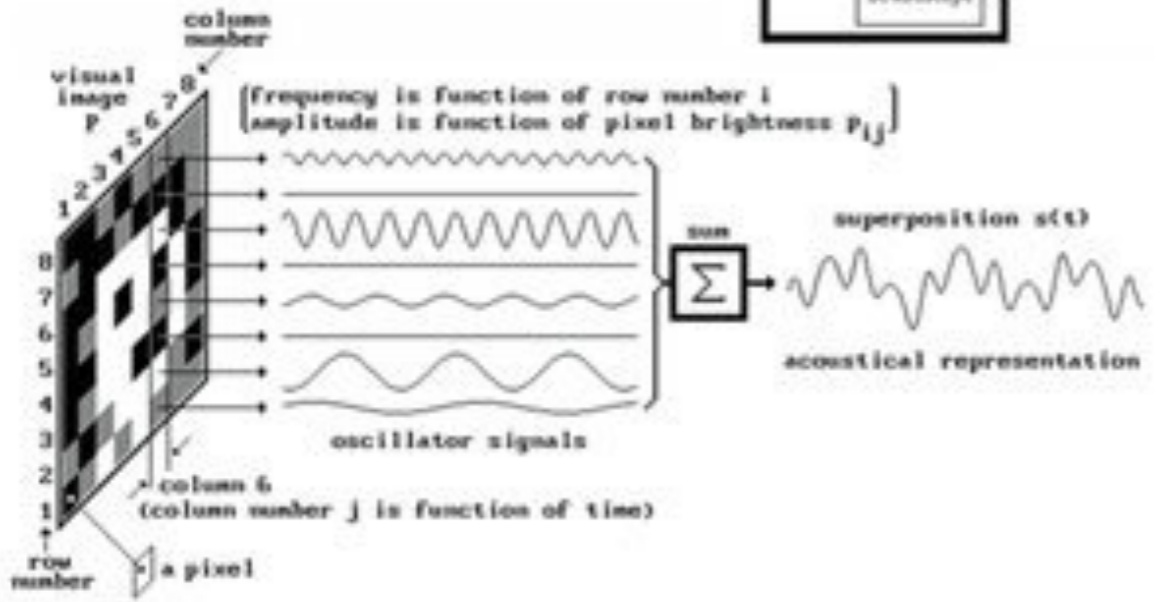 column
number
visual
image
P
1 2 3 4 5 6 7 8
frequency is function of row number i
amplitude is function of pixel brightness Pij
8
7
6
5
4
3
2
1
sum
Σ
superposition s(t)
acoustical representation
oscillator signals
column 6
(column number j is function of time)
row
number
a pixel